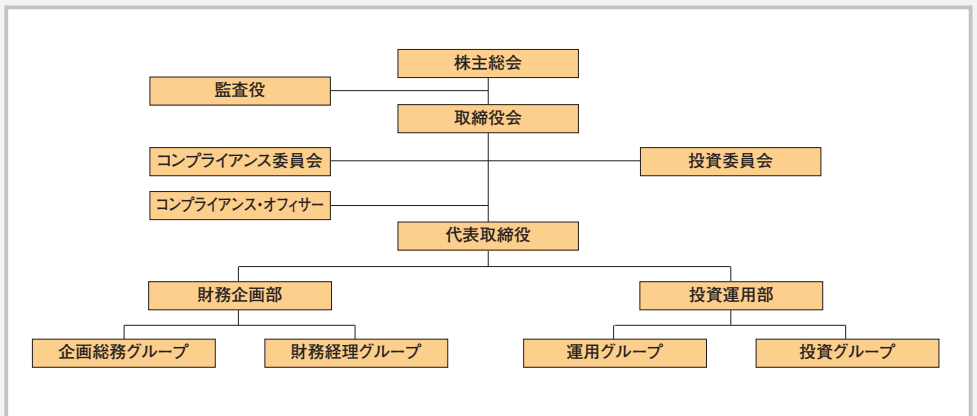 株主総会
監査役
取締役会
コンプライアンス委員会
投資委員会
コンプライアンス・オフィサー
代表取締役
財務企画部
投資運用部
企画総務グループ
財務経理グループ
運用グループ
投資グループ